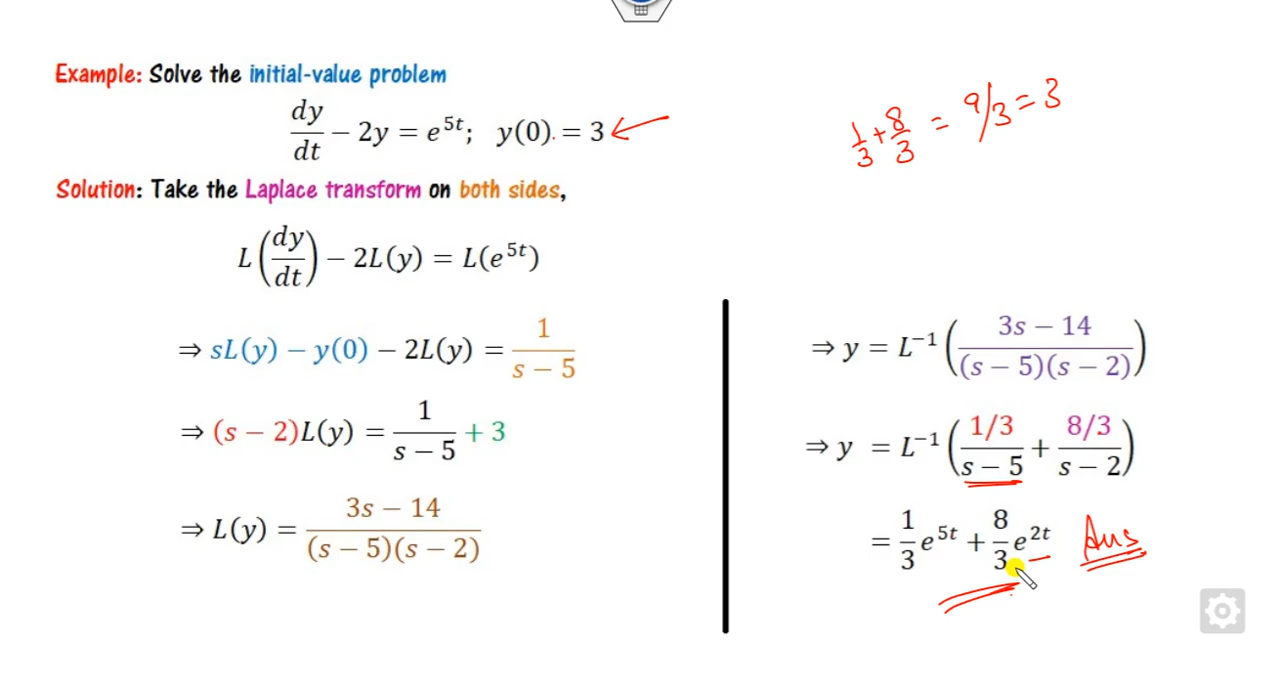 Example: Solve the initial-value problem
dy/dt − 2y = e^{5t}; y(0) = 3
1/3 + 8/3 = 9/3 = 3
Solution: Take the Laplace transform on both sides,
L(dy/dt) − 2L(y) = L(e^{5t})
⇒ sL(y) − y(0) − 2L(y) = 1/(s − 5)
⇒ (s − 2)L(y) = 1/(s − 5) + 3
⇒ L(y) = (3s − 14)/((s − 5)(s − 2))
⇒ y = L⁻¹((3s − 14)/((s − 5)(s − 2)))
⇒ y = L⁻¹((1/3)/(s − 5) + (8/3)/(s − 2))
= 1/3 e^{5t} + 8/3 e^{2t} Ans